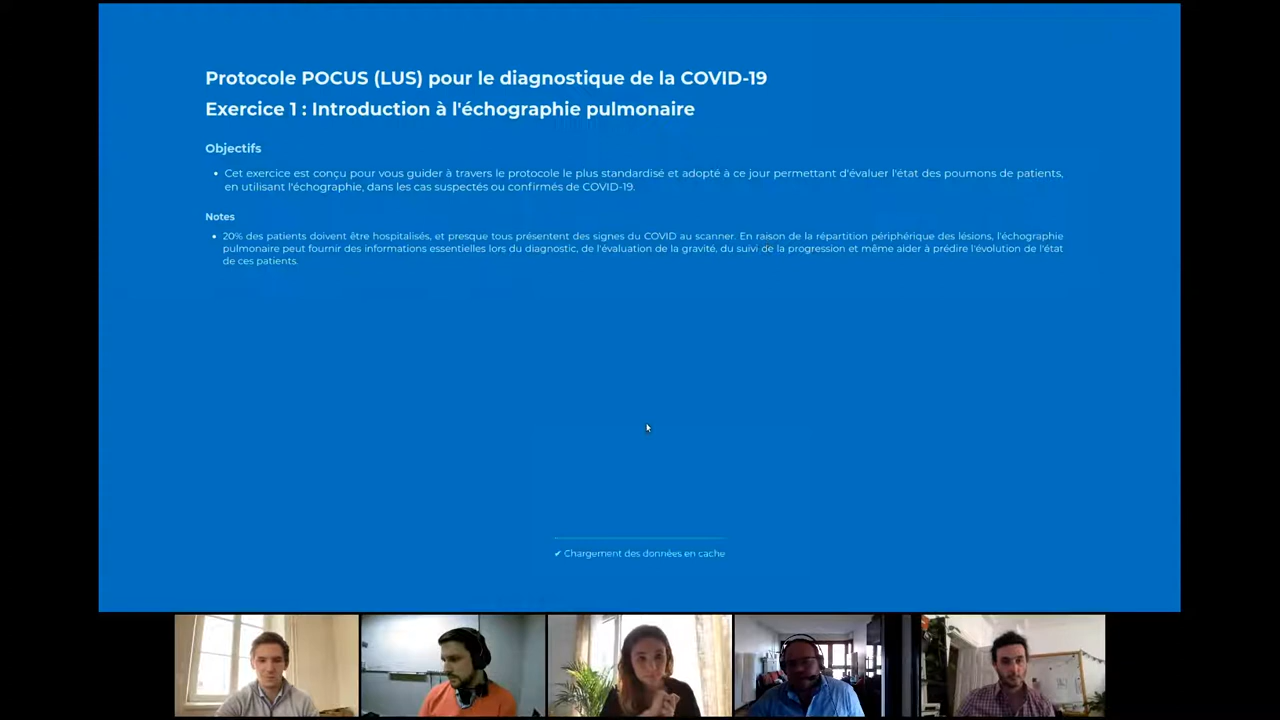 Protocole POCUS (LUS) pour le diagnostique de la COVID-19
Exercice 1 : Introduction à l'échographie pulmonaire
Objectifs
• Cet exercice est conçu pour vous guider à travers le protocole le plus standardisé et adopté à ce jour permettant d'évaluer l'état des poumons de patients,
en utilisant l'échographie, dans les cas suspectés ou confirmés de COVID-19.
Notes
• 20% des patients doivent être hospitalisés, et presque tous présentent des signes du COVID au scanner. En raison de la répartition périphérique des lésions, l'échographie
pulmonaire peut fournir des informations essentielles lors du diagnostic, de l'évaluation de la gravité, du suivi de la progression et même aider à prédire l'évolution de l'état
de ces patients.
✔ Chargement des données en cache